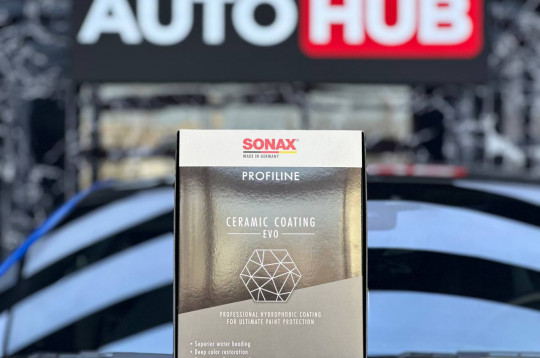 AUTO HUB
SONAX
MADE IN GERMANY
PROFILINE
CERAMIC COATING
EVO
PROFESSIONAL HYDROPHOBIC COATING
FOR ULTIMATE PAINT PROTECTION
• Superior water beading
• Deep color restoration